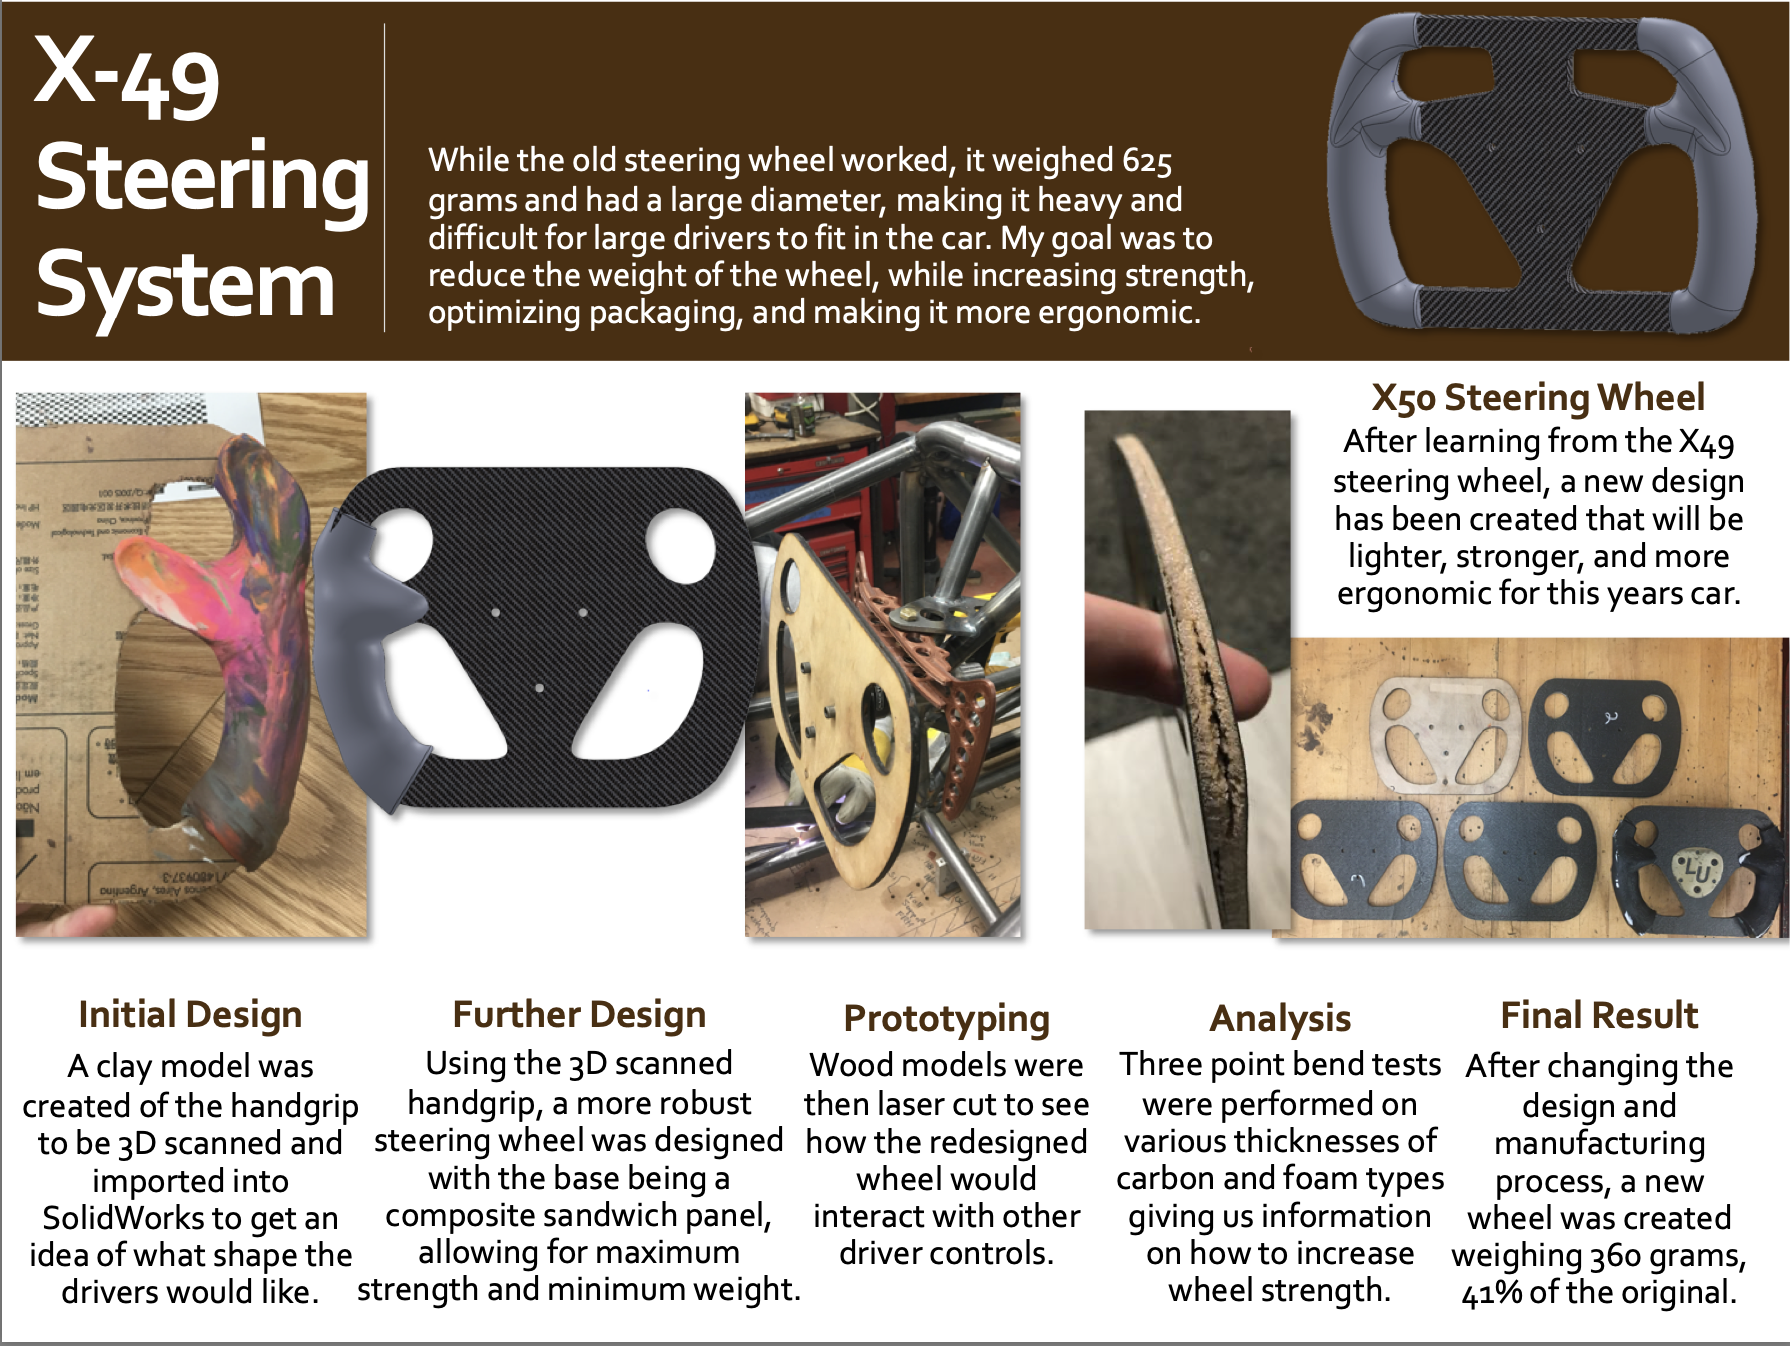 X-49
Steering
System
While the old steering wheel worked, it weighed 625
grams and had a large diameter, making it heavy and
difficult for large drivers to fit in the car. My goal was to
reduce the weight of the wheel, while increasing strength,
optimizing packaging, and making it more ergonomic.
X50 Steering Wheel
After learning from the X49
steering wheel, a new design
has been created that will be
lighter, stronger, and more
ergonomic for this years car.
2
LU
Initial Design
A clay model was
created of the handgrip
to be 3D scanned and
imported into
SolidWorks to get an
idea of what shape the
drivers would like.
Further Design
Using the 3D scanned
handgrip, a more robust
steering wheel was designed
with the base being a
composite sandwich panel,
allowing for maximum
strength and minimum weight.
Prototyping
Wood models were
then laser cut to see
how the redesigned
wheel would
interact with other
driver controls.
Analysis
Three point bend tests
were performed on
various thicknesses of
carbon and foam types
giving us information
on how to increase
wheel strength.
Final Result
After changing the
design and
manufacturing
process, a new
wheel was created
weighing 360 grams,
41% of the original.